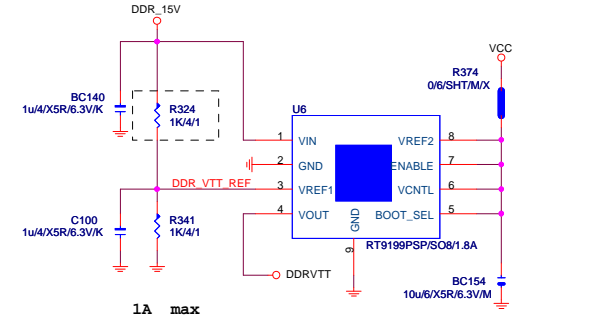 DDR_15V
VCC
R374
0/6/SHT/M/X
BC140
1u/4/X5R/6.3V/K
R324
1K/4/1
U6
1 VIN VREF2 8
2 GND ENABLE 7
DDR_VTT_REF 3 VREF1 VCNTL 6
4 VOUT BOOT_SEL 5
GND
9
C100
1u/4/X5R/6.3V/K
R341
1K/4/1
RT9199PSP/SO8/1.8A
DDRVTT
BC154
10u/6/X5R/6.3V/M
1A max